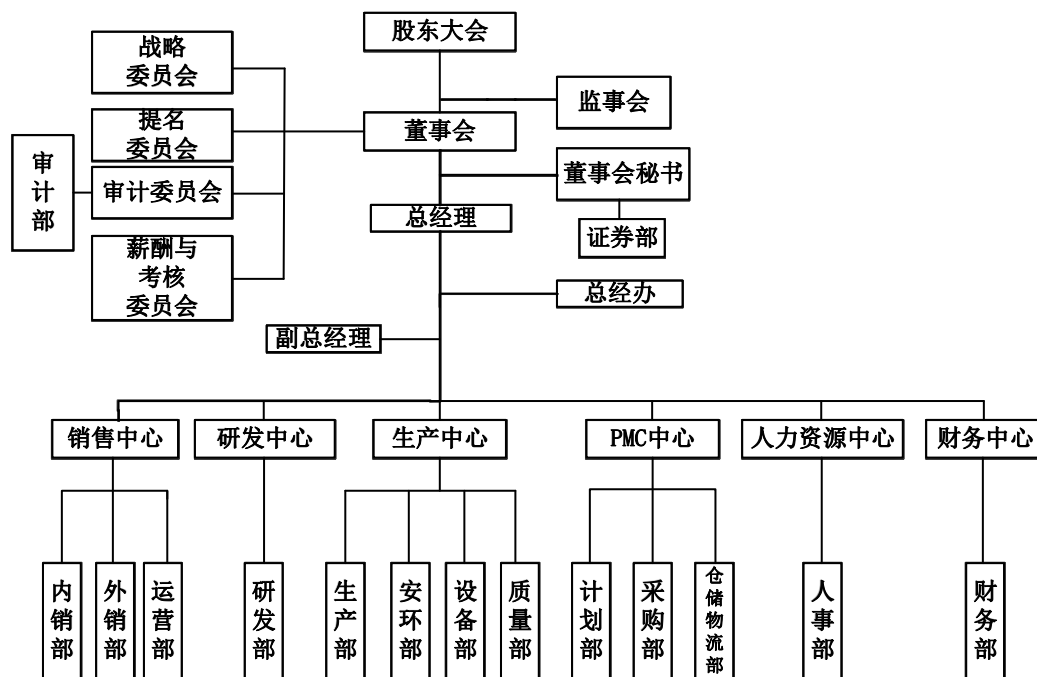 股东大会
战略
委员会
监事会
提名
委员会
董事会
审计部
审计委员会
董事会秘书
总经理
证券部
薪酬与
考核
委员会
总经办
副总经理
销售中心
研发中心
生产中心
PMC中心
人力资源中心
财务中心
内销部
外销部
运营部
研发部
生产部
安环部
设备部
质量部
计划部
采购部
仓储物流部
人事部
财务部